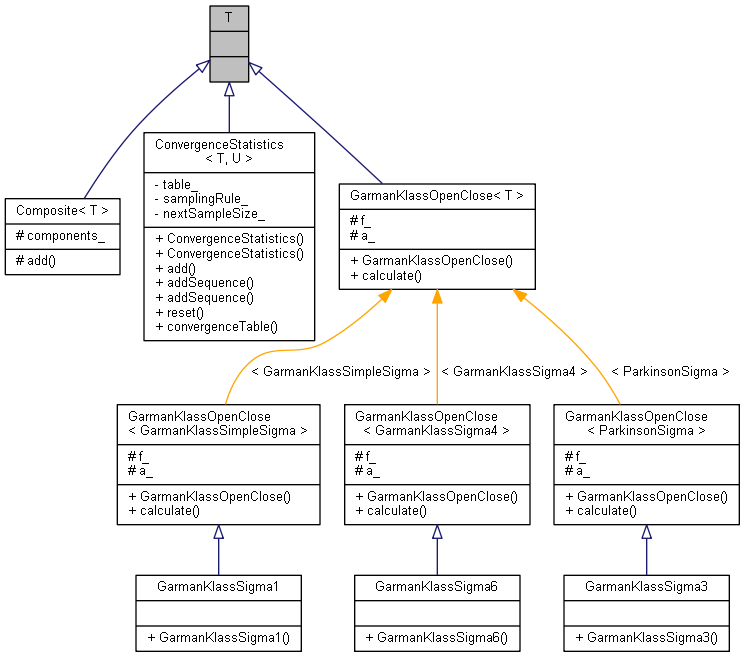 T
ConvergenceStatistics
< T, U >
- table_
- samplingRule_
- nextSampleSize_
+ ConvergenceStatistics()
+ ConvergenceStatistics()
+ add()
+ addSequence()
+ addSequence()
+ reset()
+ convergenceTable()
Composite< T >
# components_
# add()
GarmanKlassOpenClose< T >
# f_
# a_
+ GarmanKlassOpenClose()
+ calculate()
< GarmanKlassSimpleSigma >
< GarmanKlassSigma4 >
< ParkinsonSigma >
GarmanKlassOpenClose
< GarmanKlassSimpleSigma >
# f_
# a_
+ GarmanKlassOpenClose()
+ calculate()
GarmanKlassOpenClose
< GarmanKlassSigma4 >
# f_
# a_
+ GarmanKlassOpenClose()
+ calculate()
GarmanKlassOpenClose
< ParkinsonSigma >
# f_
# a_
+ GarmanKlassOpenClose()
+ calculate()
GarmanKlassSigma1
+ GarmanKlassSigma1()
GarmanKlassSigma6
+ GarmanKlassSigma6()
GarmanKlassSigma3
+ GarmanKlassSigma3()